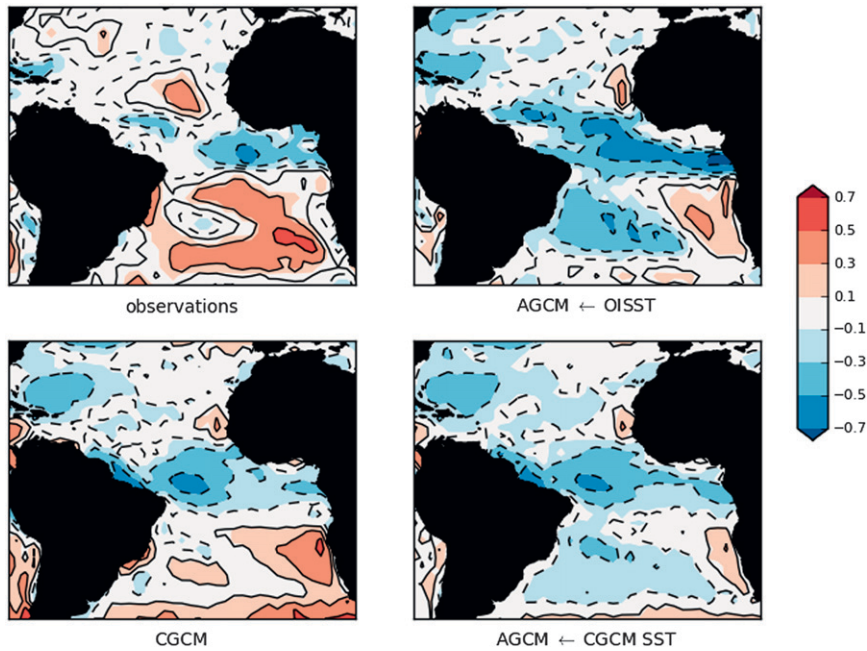 observations
AGCM ← OISST
0.7
0.5
0.3
0.1
−0.1
−0.3
−0.5
−0.7
CGCM
AGCM ← CGCM SST